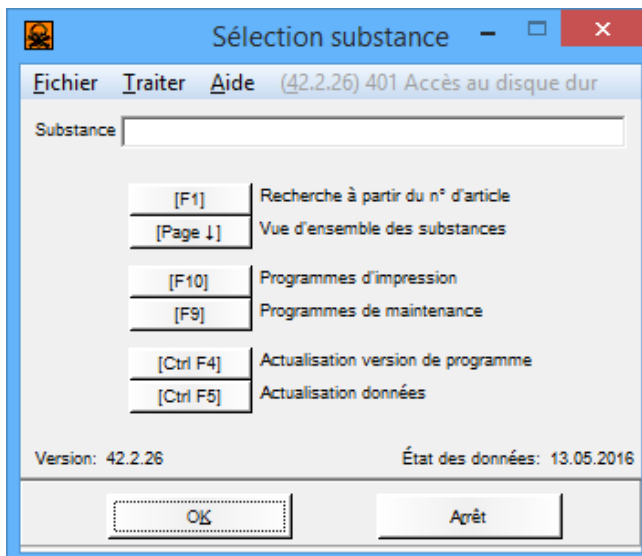 Sélection substance
Fichier Traiter Aide (42.2.26) 401 Accès au disque dur
Substance
[F1] Recherche à partir du n° d'article
[Page ↓] Vue d'ensemble des substances
[F10] Programmes d'impression
[F9] Programmes de maintenance
[Ctrl F4] Actualisation version de programme
[Ctrl F5] Actualisation données
Version: 42.2.26 État des données: 13.05.2016
OK Arrêt